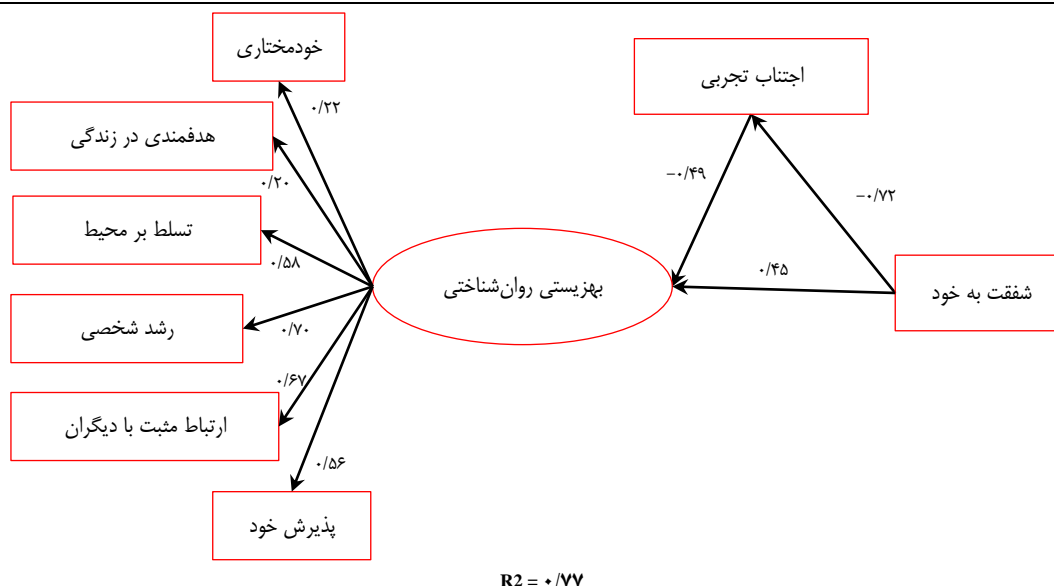 خودمختاری
۰/۲۲
هدفمندی در زندگی
۰/۲۰
تسلط بر محیط
۰/۵۸
رشد شخصی
۰/۷۰
ارتباط مثبت با دیگران
۰/۶۷
پذیرش خود
۰/۵۶
بهزیستی روان‌شناختی
اجتناب تجربی
−۰/۴۹
−۰/۷۲
۰/۴۵
شفقت به خود
R2 = ۰/۷۷